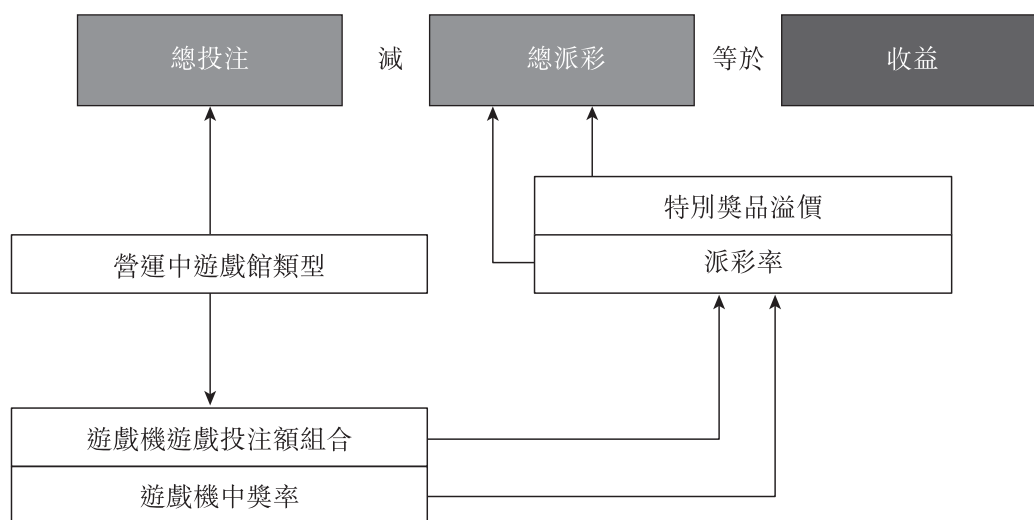 總投注 減 總派彩 等於 收益
特別獎品溢價
營運中遊戲館類型
派彩率
遊戲機遊戲投注額組合
遊戲機中獎率